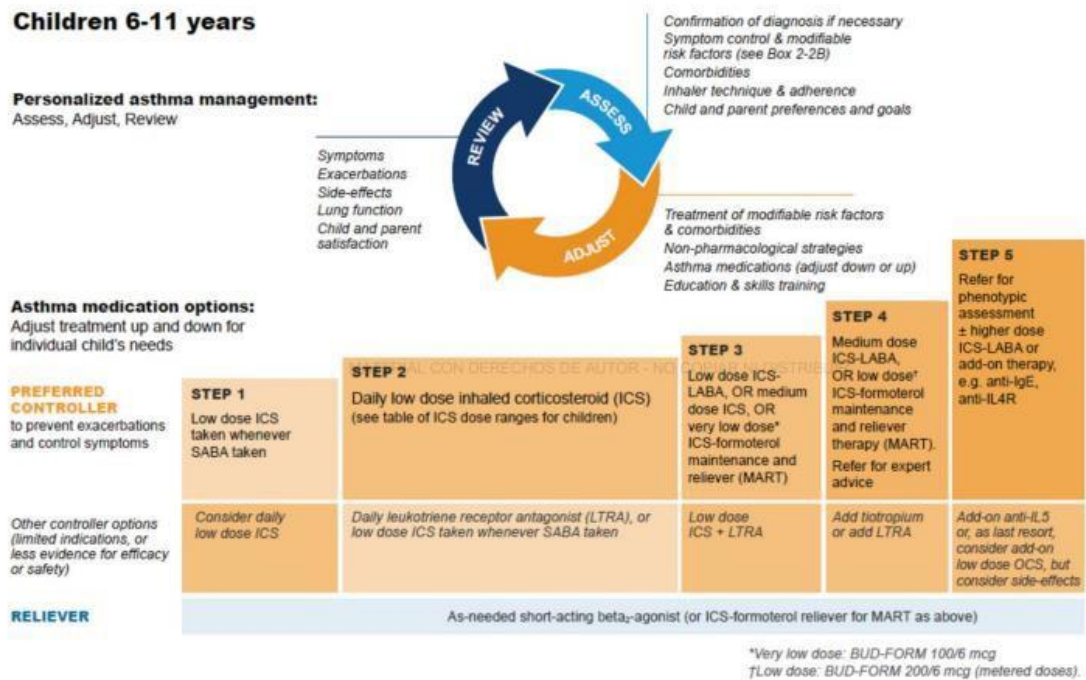 Children 6-11 years
Personalized asthma management:
Assess, Adjust, Review
Confirmation of diagnosis if necessary
Symptom control & modifiable
risk factors (see Box 2-2B)
Comorbidities
Inhaler technique & adherence
Child and parent preferences and goals
REVIEW
ASSESS
ADJUST
Symptoms
Exacerbations
Side-effects
Lung function
Child and parent
satisfaction
Treatment of modifiable risk factors
& comorbidities
Non-pharmacological strategies
Asthma medications (adjust down or up)
Education & skills training
Asthma medication options:
Adjust treatment up and down for
individual child's needs
PREFERRED
CONTROLLER
to prevent exacerbations
and control symptoms
STEP 1
Low dose ICS
taken whenever
SABA taken
STEP 2
Daily low dose inhaled corticosteroid (ICS)
(see table of ICS dose ranges for children)
STEP 3
Low dose ICS-
LABA, OR medium
dose ICS, OR
very low dose*
ICS-formoterol
maintenance and
reliever (MART)
STEP 4
Medium dose
ICS-LABA,
OR low dose†
ICS-formoterol
maintenance
and reliever
therapy (MART).
Refer for expert
advice
STEP 5
Refer for
phenotypic
assessment
± higher dose
ICS-LABA or
add-on therapy,
e.g. anti-IgE,
anti-IL4R
CON DERECHOS DE AUTOR - NO COPIAR NI
Other controller options
(limited indications, or
less evidence for efficacy
or safety)
Consider daily
low dose ICS
Daily leukotriene receptor antagonist (LTRA), or
low dose ICS taken whenever SABA taken
Low dose
ICS + LTRA
Add tiotropium
or add LTRA
Add-on anti-IL5
or, as last resort,
consider add-on
low dose OCS, but
consider side-effects
RELIEVER
As-needed short-acting beta₂-agonist (or ICS-formoterol reliever for MART as above)
*Very low dose: BUD-FORM 100/6 mcg
†Low dose: BUD-FORM 200/6 mcg (metered doses).